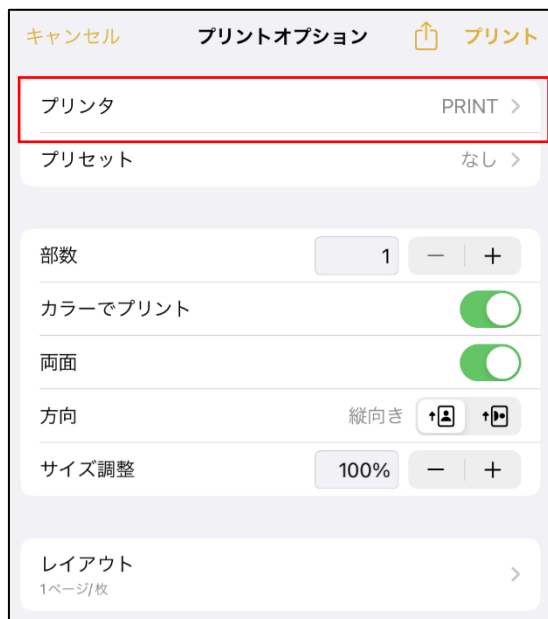 キャンセル プリントオプション プリント
プリンタ PRINT
プリセット なし
部数 1 − +
カラーでプリント
両面
方向 縦向き
サイズ調整 100% − +
レイアウト
1ページ/枚